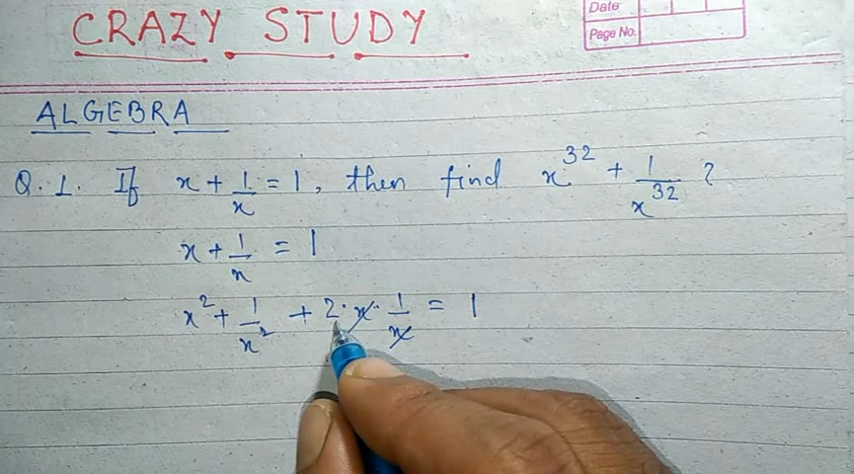 CRAZY STUDY
Date
Page No.
ALGEBRA
Q.1. If x + 1/x = 1, then find x^32 + 1/x^32 ?
x + 1/x = 1
x^2 + 1/x^2 + 2·x·1/x = 1